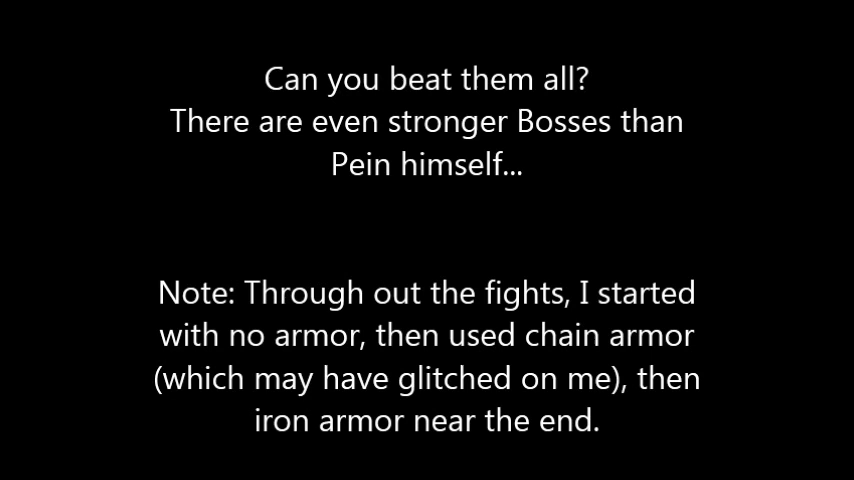 Can you beat them all?
There are even stronger Bosses than
Pein himself...
Note: Through out the fights, I started
with no armor, then used chain armor
(which may have glitched on me), then
iron armor near the end.